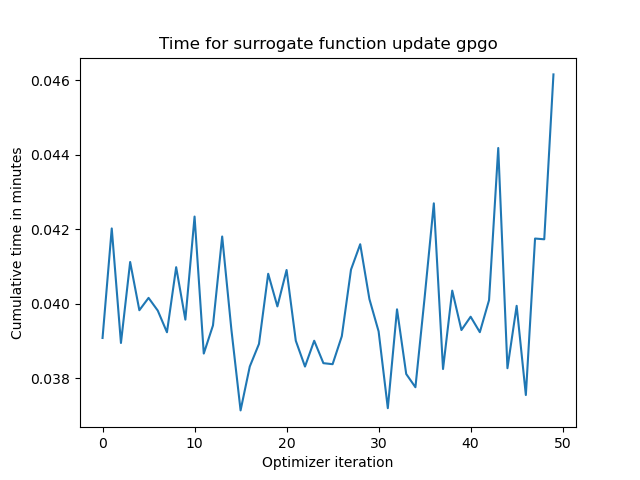 Time for surrogate function update gpgo
Cumulative time in minutes
0.046
0.044
0.042
0.040
0.038
0 10 20 30 40 50
Optimizer iteration